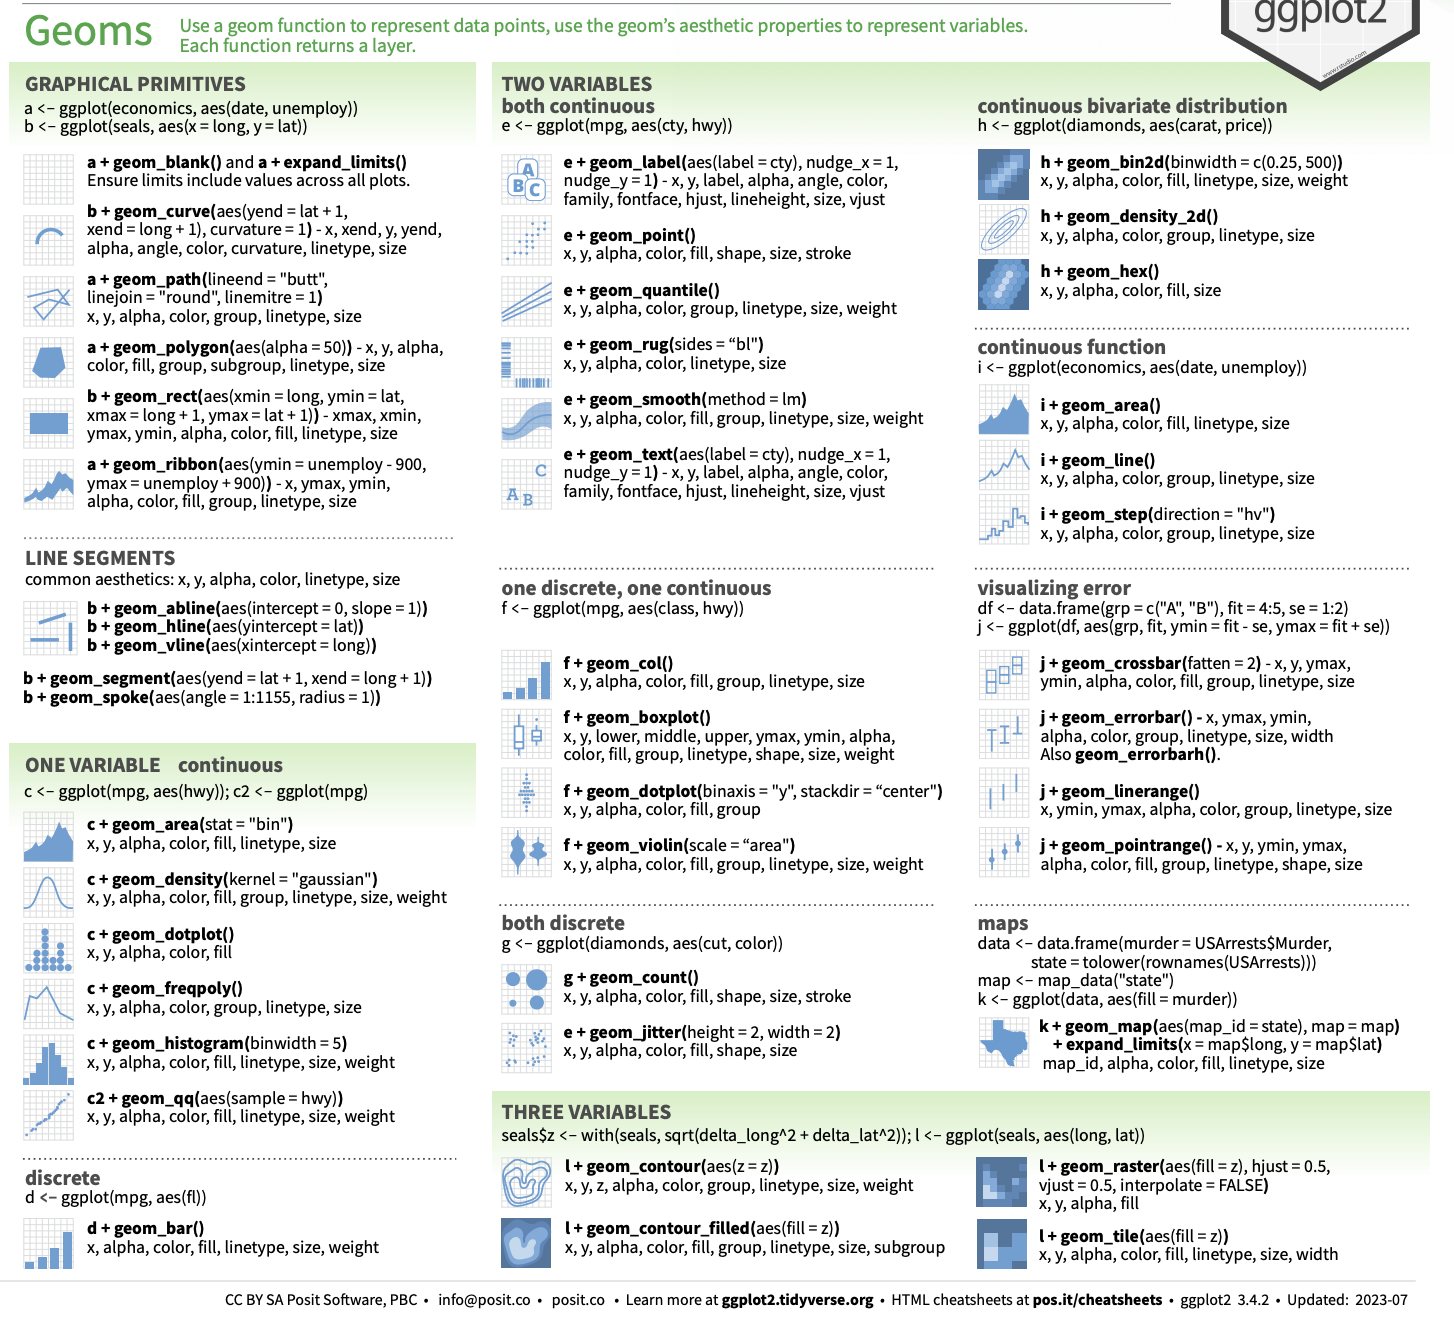 Geoms
Use a geom function to represent data points, use the geom’s aesthetic properties to represent variables.
Each function returns a layer.
ggplot2
www.rstudio.com
GRAPHICAL PRIMITIVES
a <- ggplot(economics, aes(date, unemploy))
b <- ggplot(seals, aes(x = long, y = lat))
a + geom_blank() and a + expand_limits()
Ensure limits include values across all plots.
b + geom_curve(aes(yend = lat + 1,
xend = long + 1), curvature = 1) - x, xend, y, yend,
alpha, angle, color, curvature, linetype, size
a + geom_path(lineend = "butt",
linejoin = "round", linemitre = 1)
x, y, alpha, color, group, linetype, size
a + geom_polygon(aes(alpha = 50)) - x, y, alpha,
color, fill, group, subgroup, linetype, size
b + geom_rect(aes(xmin = long, ymin = lat,
xmax = long + 1, ymax = lat + 1)) - xmax, xmin,
ymax, ymin, alpha, color, fill, linetype, size
a + geom_ribbon(aes(ymin = unemploy - 900,
ymax = unemploy + 900)) - x, ymax, ymin,
alpha, color, fill, group, linetype, size
LINE SEGMENTS
common aesthetics: x, y, alpha, color, linetype, size
b + geom_abline(aes(intercept = 0, slope = 1))
b + geom_hline(aes(yintercept = lat))
b + geom_vline(aes(xintercept = long))
b + geom_segment(aes(yend = lat + 1, xend = long + 1))
b + geom_spoke(aes(angle = 1:1155, radius = 1))
ONE VARIABLE continuous
c <- ggplot(mpg, aes(hwy)); c2 <- ggplot(mpg)
c + geom_area(stat = "bin")
x, y, alpha, color, fill, linetype, size
c + geom_density(kernel = "gaussian")
x, y, alpha, color, fill, group, linetype, size, weight
c + geom_dotplot()
x, y, alpha, color, fill
c + geom_freqpoly()
x, y, alpha, color, group, linetype, size
c + geom_histogram(binwidth = 5)
x, y, alpha, color, fill, linetype, size, weight
c2 + geom_qq(aes(sample = hwy))
x, y, alpha, color, fill, linetype, size, weight
discrete
d <- ggplot(mpg, aes(fl))
d + geom_bar()
x, alpha, color, fill, linetype, size, weight
TWO VARIABLES
both continuous
e <- ggplot(mpg, aes(cty, hwy))
A
B
C
e + geom_label(aes(label = cty), nudge_x = 1,
nudge_y = 1) - x, y, label, alpha, angle, color,
family, fontface, hjust, lineheight, size, vjust
e + geom_point()
x, y, alpha, color, fill, shape, size, stroke
e + geom_quantile()
x, y, alpha, color, group, linetype, size, weight
e + geom_rug(sides = “bl")
x, y, alpha, color, linetype, size
e + geom_smooth(method = lm)
x, y, alpha, color, fill, group, linetype, size, weight
C
A
B
e + geom_text(aes(label = cty), nudge_x = 1,
nudge_y = 1) - x, y, label, alpha, angle, color,
family, fontface, hjust, lineheight, size, vjust
one discrete, one continuous
f <- ggplot(mpg, aes(class, hwy))
f + geom_col()
x, y, alpha, color, fill, group, linetype, size
f + geom_boxplot()
x, y, lower, middle, upper, ymax, ymin, alpha,
color, fill, group, linetype, shape, size, weight
f + geom_dotplot(binaxis = "y", stackdir = “center")
x, y, alpha, color, fill, group
f + geom_violin(scale = “area")
x, y, alpha, color, fill, group, linetype, size, weight
both discrete
g <- ggplot(diamonds, aes(cut, color))
g + geom_count()
x, y, alpha, color, fill, shape, size, stroke
e + geom_jitter(height = 2, width = 2)
x, y, alpha, color, fill, shape, size
continuous bivariate distribution
h <- ggplot(diamonds, aes(carat, price))
h + geom_bin2d(binwidth = c(0.25, 500))
x, y, alpha, color, fill, linetype, size, weight
h + geom_density_2d()
x, y, alpha, color, group, linetype, size
h + geom_hex()
x, y, alpha, color, fill, size
continuous function
i <- ggplot(economics, aes(date, unemploy))
i + geom_area()
x, y, alpha, color, fill, linetype, size
i + geom_line()
x, y, alpha, color, group, linetype, size
i + geom_step(direction = "hv")
x, y, alpha, color, group, linetype, size
visualizing error
df <- data.frame(grp = c("A", "B"), fit = 4:5, se = 1:2)
j <- ggplot(df, aes(grp, fit, ymin = fit - se, ymax = fit + se))
j + geom_crossbar(fatten = 2) - x, y, ymax,
ymin, alpha, color, fill, group, linetype, size
j + geom_errorbar() - x, ymax, ymin,
alpha, color, group, linetype, size, width
Also geom_errorbarh().
j + geom_linerange()
x, ymin, ymax, alpha, color, group, linetype, size
j + geom_pointrange() - x, y, ymin, ymax,
alpha, color, fill, group, linetype, shape, size
maps
data <- data.frame(murder = USArrests$Murder,
state = tolower(rownames(USArrests)))
map <- map_data("state")
k <- ggplot(data, aes(fill = murder))
k + geom_map(aes(map_id = state), map = map)
+ expand_limits(x = map$long, y = map$lat)
map_id, alpha, color, fill, linetype, size
THREE VARIABLES
seals$z <- with(seals, sqrt(delta_long^2 + delta_lat^2)); l <- ggplot(seals, aes(long, lat))
l + geom_contour(aes(z = z))
x, y, z, alpha, color, group, linetype, size, weight
l + geom_contour_filled(aes(fill = z))
x, y, alpha, color, fill, group, linetype, size, subgroup
l + geom_raster(aes(fill = z), hjust = 0.5,
vjust = 0.5, interpolate = FALSE)
x, y, alpha, fill
l + geom_tile(aes(fill = z))
x, y, alpha, color, fill, linetype, size, width
CC BY SA Posit Software, PBC • info@posit.co • posit.co • Learn more at ggplot2.tidyverse.org • HTML cheatsheets at pos.it/cheatsheets • ggplot2 3.4.2 • Updated: 2023-07